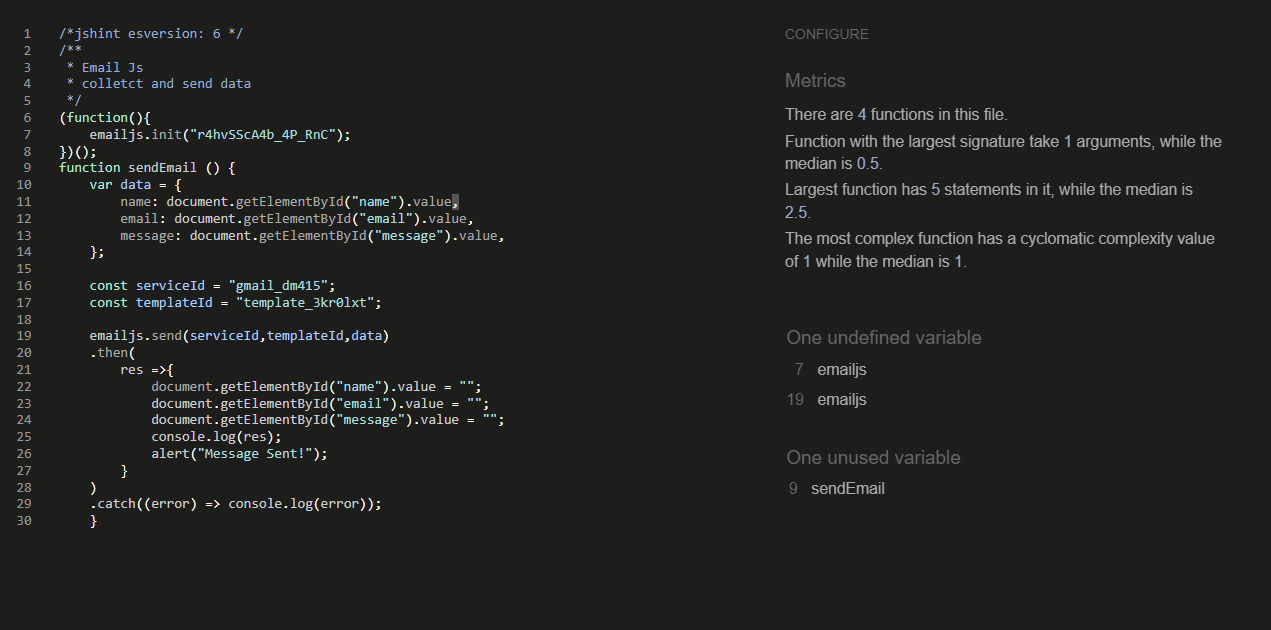 1 /*jshint esversion: 6 */
2 /**
3 * Email Js
4 * colletct and send data
5 */
6 (function(){
7 emailjs.init("r4hvSScA4b_4P_RnC");
8 })();
9 function sendEmail () {
10 var data = {
11 name: document.getElementById("name").value,
12 email: document.getElementById("email").value,
13 message: document.getElementById("message").value,
14 };
15
16 const serviceId = "gmail_dm415";
17 const templateId = "template_3kr0lxt";
18
19 emailjs.send(serviceId,templateId,data)
20 .then(
21 res =>{
22 document.getElementById("name").value = "";
23 document.getElementById("email").value = "";
24 document.getElementById("message").value = "";
25 console.log(res);
26 alert("Message Sent!");
27 }
28 )
29 .catch((error) => console.log(error));
30 }
CONFIGURE
Metrics
There are 4 functions in this file.
Function with the largest signature take 1 arguments, while the
median is 0.5.
Largest function has 5 statements in it, while the median is
2.5.
The most complex function has a cyclomatic complexity value
of 1 while the median is 1.
One undefined variable
7 emailjs
19 emailjs
One unused variable
9 sendEmail